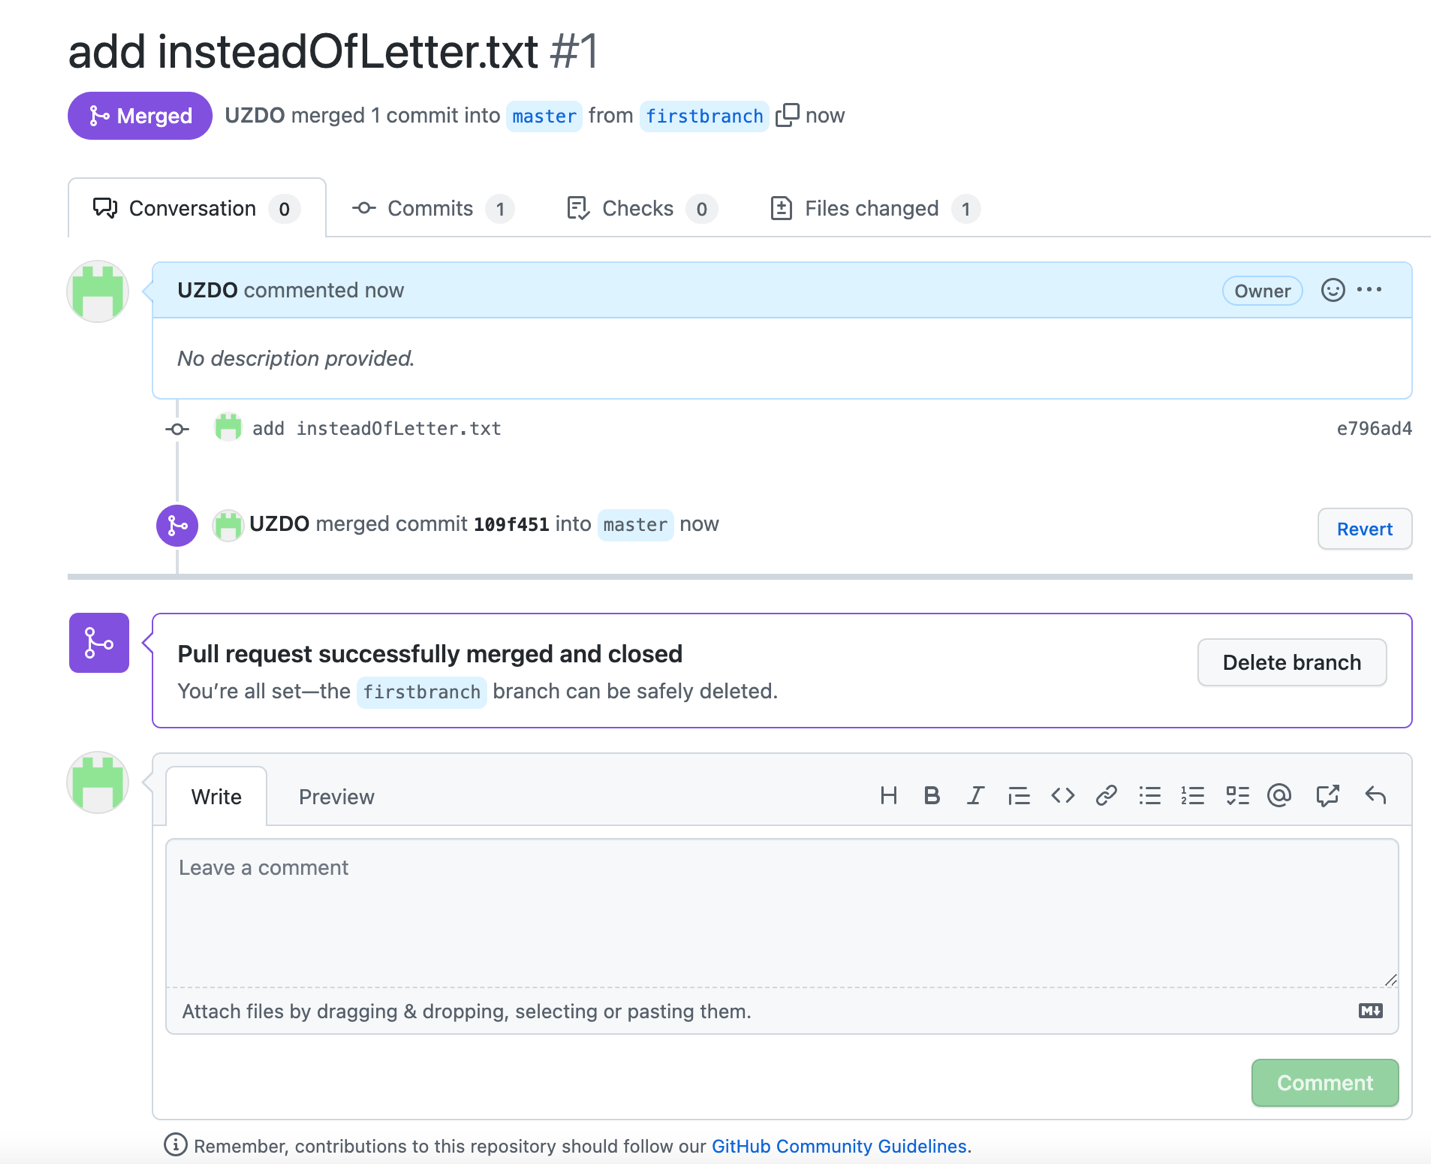 add insteadOfLetter.txt #1
Merged UZDO merged 1 commit into master from firstbranch now
Conversation 0 Commits 1 Checks 0 Files changed 1
UZDO commented now Owner
No description provided.
add insteadOfLetter.txt e796ad4
UZDO merged commit 109f451 into master now Revert
Pull request successfully merged and closed
You’re all set—the firstbranch branch can be safely deleted.
Delete branch
Write Preview
Leave a comment
Attach files by dragging & dropping, selecting or pasting them.
Comment
Remember, contributions to this repository should follow our GitHub Community Guidelines.